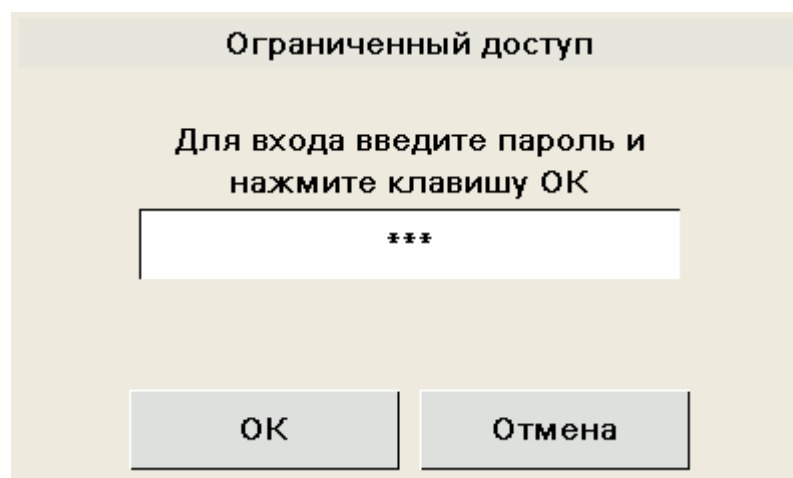 Ограниченный доступ
Для входа введите пароль и
нажмите клавишу ОК
***
ОК
Отмена